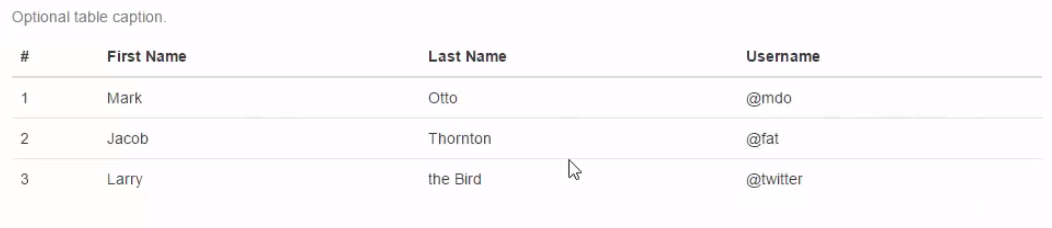 Optional table caption.
# First Name Last Name Username
1 Mark Otto @mdo
2 Jacob Thornton @fat
3 Larry the Bird @twitter